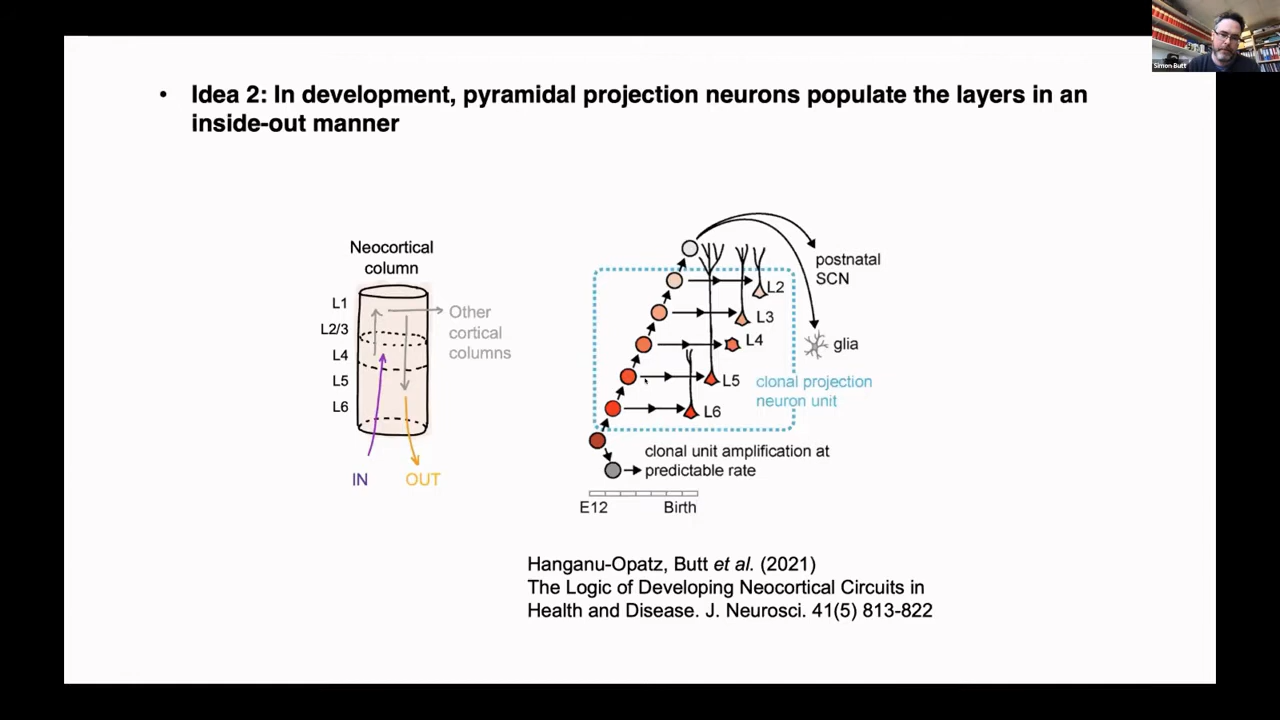 Simon Butt
• Idea 2: In development, pyramidal projection neurons populate the layers in an
inside-out manner
Neocortical
column
L1
L2/3
L4
L5
L6
Other
cortical
columns
IN
OUT
postnatal
SCN
L2
L3
L4
glia
L5
clonal projection
neuron unit
L6
clonal unit amplification at
predictable rate
E12
Birth
Hanganu-Opatz, Butt et al. (2021)
The Logic of Developing Neocortical Circuits in
Health and Disease. J. Neurosci. 41(5) 813-822